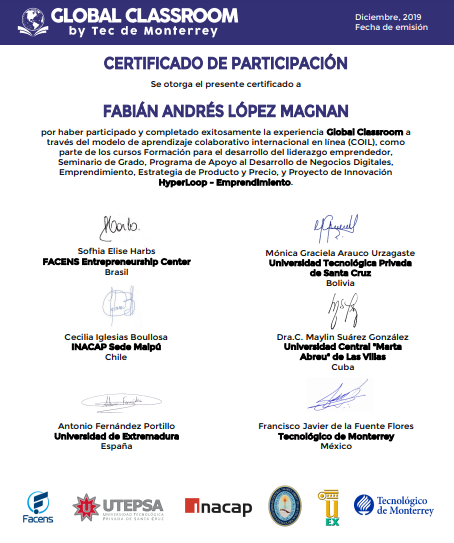 GLOBAL CLASSROOM
by Tec de Monterrey
Diciembre, 2019
Fecha de emisión
CERTIFICADO DE PARTICIPACIÓN
Se otorga el presente certificado a
FABIÁN ANDRÉS LÓPEZ MAGNAN
por haber participado y completado exitosamente la experiencia Global Classroom a
través del modelo de aprendizaje colaborativo internacional en línea (COIL), como
parte de los cursos Formación para el desarrollo del liderazgo emprendedor,
Seminario de Grado, Programa de Apoyo al Desarrollo de Negocios Digitales,
Emprendimiento, Estrategia de Producto y Precio, y Proyecto de Innovación
HyperLoop - Emprendimiento.
Sofhia Elise Harbs
FACENS Entrepreneurship Center
Brasil
Mónica Graciela Arauco Urzagaste
Universidad Tecnológica Privada
de Santa Cruz
Bolivia
Cecilia Iglesias Boullosa
INACAP Sede Maipú
Chile
Dra.C. Maylin Suárez González
Universidad Central "Marta
Abreu" de Las Villas
Cuba
Antonio Fernández Portillo
Universidad de Extremadura
España
Francisco Javier de la Fuente Flores
Tecnológico de Monterrey
México
Facens
UTEPSA
UNIVERSIDAD TECNOLÓGICA
PRIVADA DE SANTA CRUZ
inacap
UEX
Tecnológico
de Monterrey